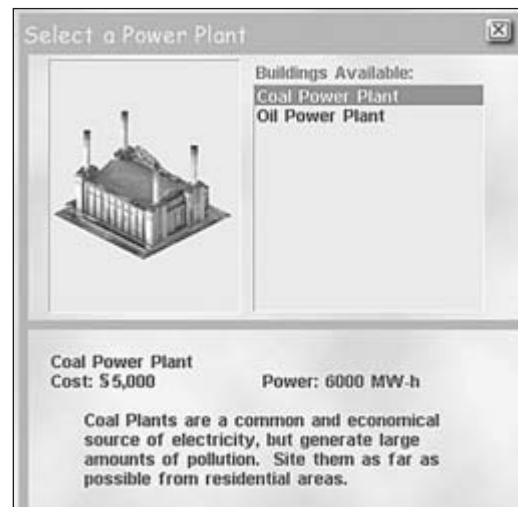 Select a Power Plant
Buildings Available:
Coal Power Plant
Oil Power Plant
Coal Power Plant
Cost: §5,000 Power: 6000 MW-h
Coal Plants are a common and economical
source of electricity, but generate large
amounts of pollution. Site them as far as
possible from residential areas.